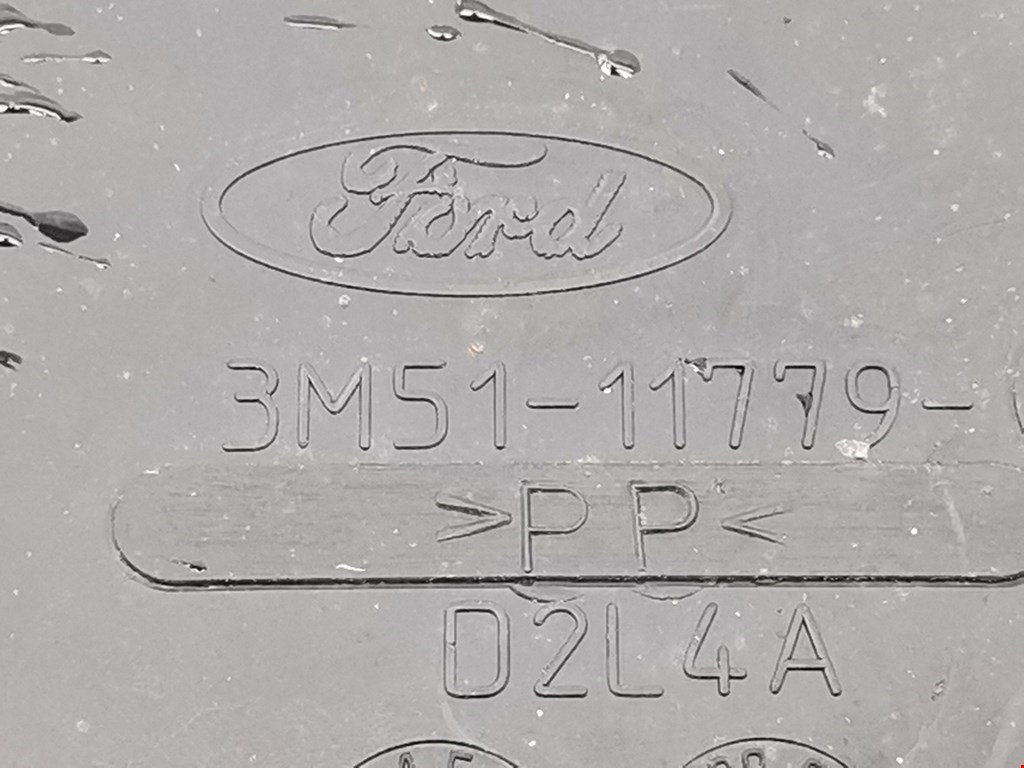 Ford
3M51-11779-
>PP<
D2L4A